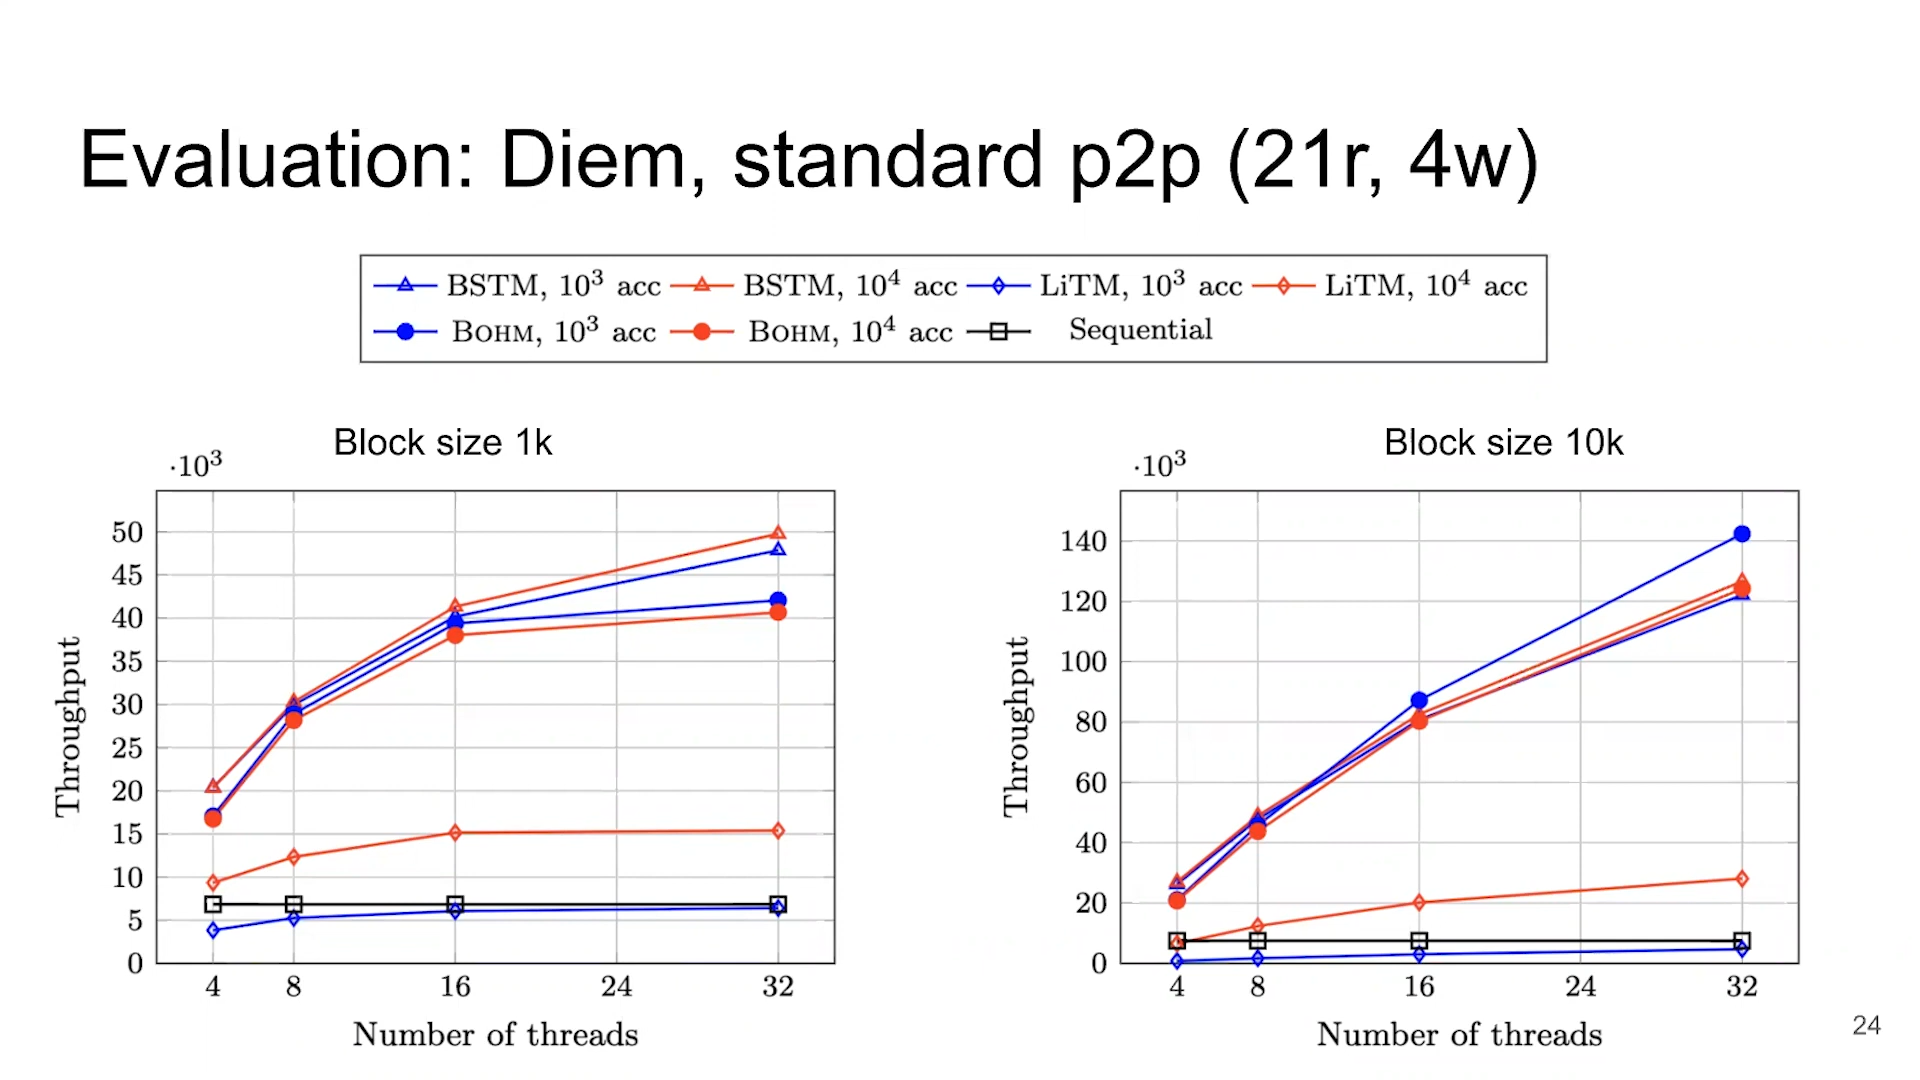 Evaluation: Diem, standard p2p (21r, 4w)
BSTM, 10³ acc BSTM, 10⁴ acc LiTM, 10³ acc LiTM, 10⁴ acc
Bohm, 10³ acc Bohm, 10⁴ acc Sequential
Block size 1k
·10³
50
45
40
35
30
25
20
15
10
5
0
Throughput
4 8 16 24 32
Number of threads
Block size 10k
·10³
140
120
100
80
60
40
20
0
Throughput
4 8 16 24 32
Number of threads
24